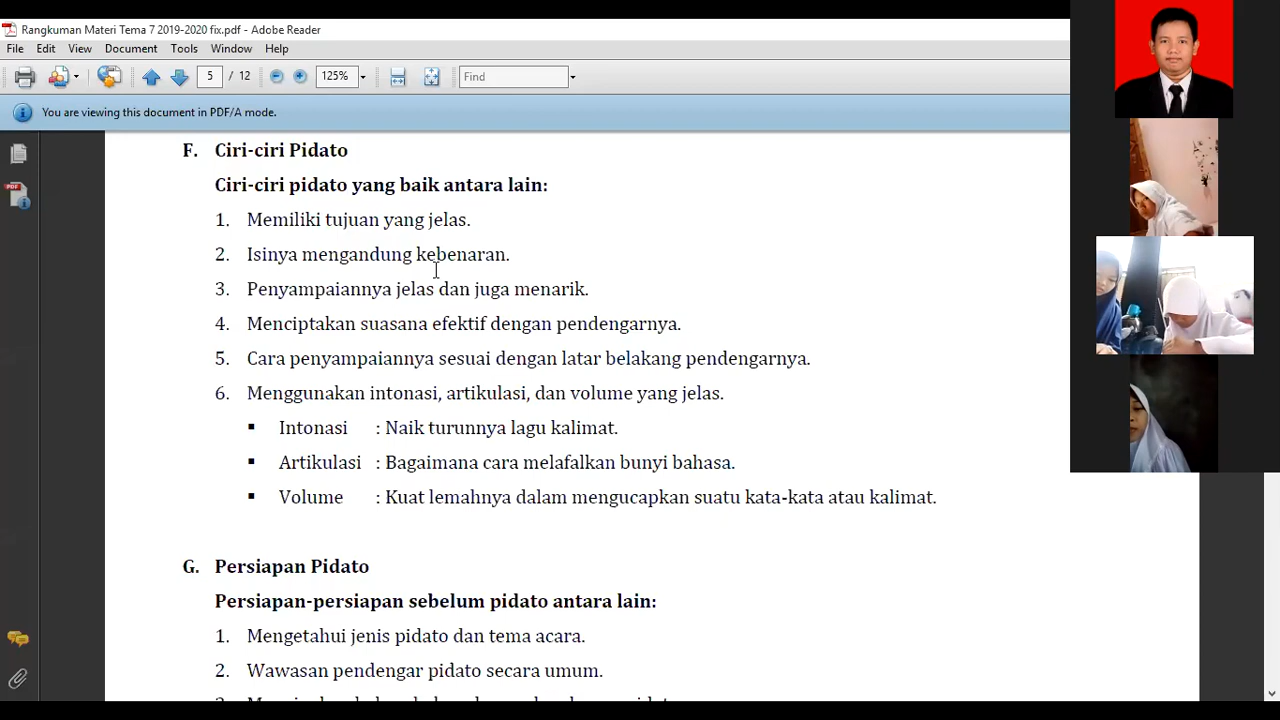 Rangkuman Materi Tema 7 2019-2020 fix.pdf - Adobe Reader
File Edit View Document Tools Window Help
5 / 12 125% Find
You are viewing this document in PDF/A mode.
F. Ciri-ciri Pidato
Ciri-ciri pidato yang baik antara lain:
1. Memiliki tujuan yang jelas.
2. Isinya mengandung kebenaran.
3. Penyampaiannya jelas dan juga menarik.
4. Menciptakan suasana efektif dengan pendengarnya.
5. Cara penyampaiannya sesuai dengan latar belakang pendengarnya.
6. Menggunakan intonasi, artikulasi, dan volume yang jelas.
▪ Intonasi : Naik turunnya lagu kalimat.
▪ Artikulasi : Bagaimana cara melafalkan bunyi bahasa.
▪ Volume : Kuat lemahnya dalam mengucapkan suatu kata-kata atau kalimat.
G. Persiapan Pidato
Persiapan-persiapan sebelum pidato antara lain:
1. Mengetahui jenis pidato dan tema acara.
2. Wawasan pendengar pidato secara umum.